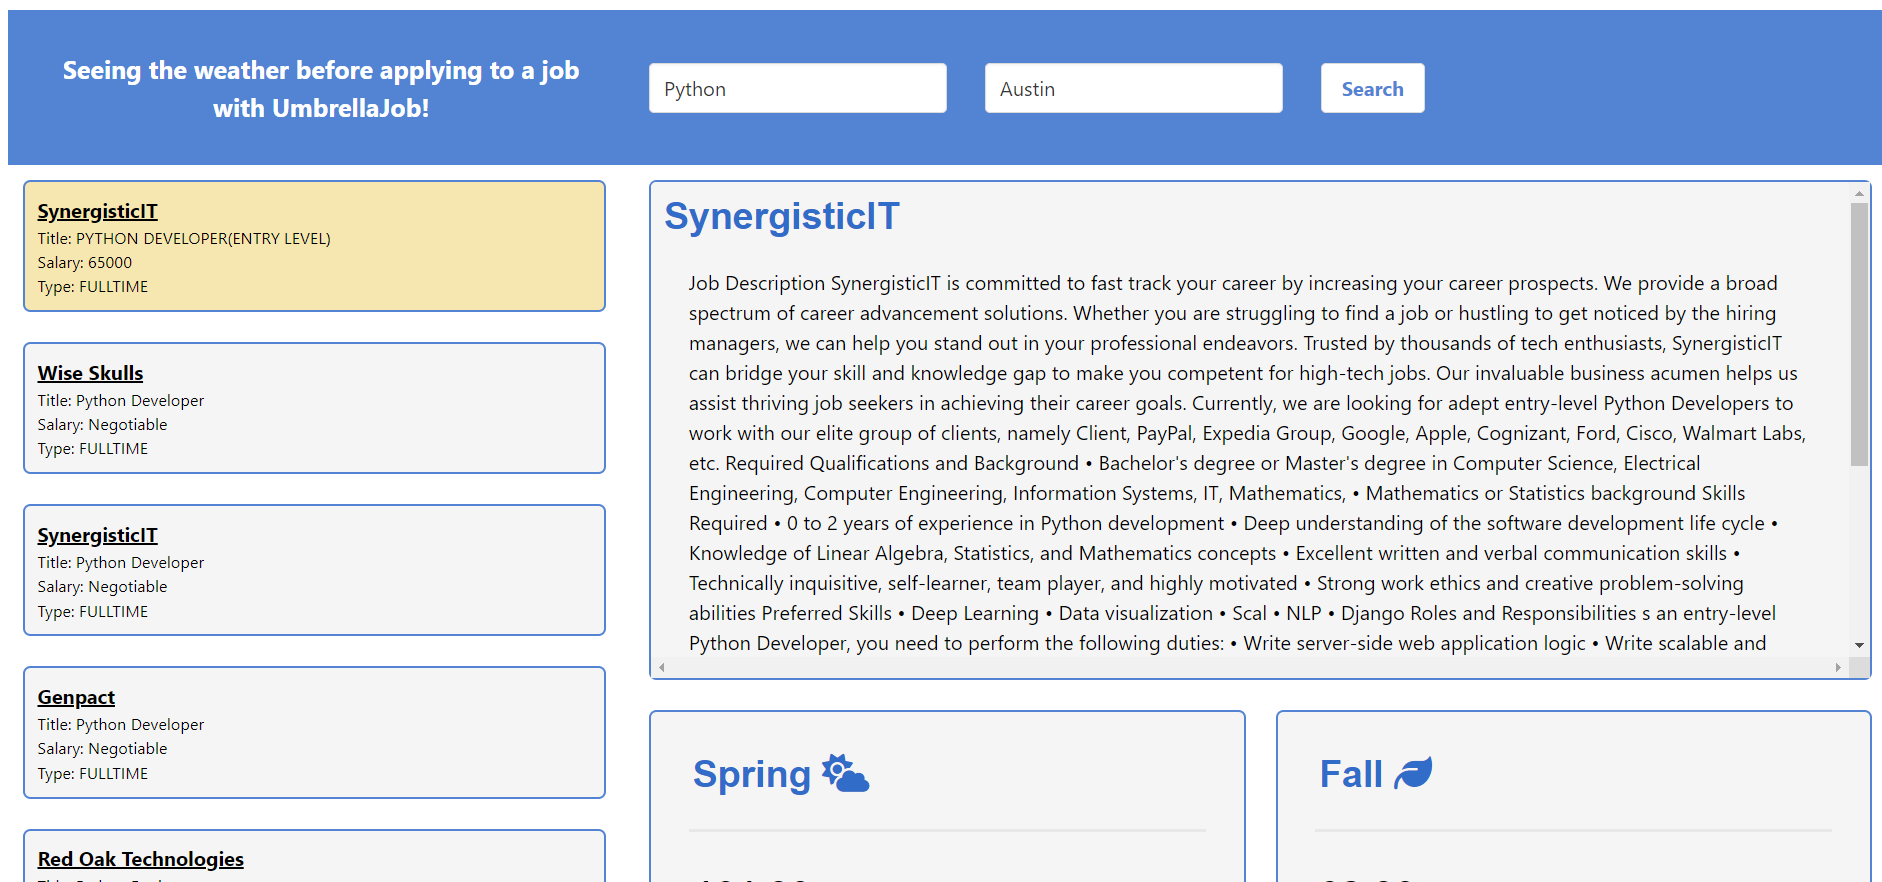 Seeing the weather before applying to a job
with UmbrellaJob!
Python
Austin
Search
SynergisticIT
Title: PYTHON DEVELOPER(ENTRY LEVEL)
Salary: 65000
Type: FULLTIME
Wise Skulls
Title: Python Developer
Salary: Negotiable
Type: FULLTIME
SynergisticIT
Title: Python Developer
Salary: Negotiable
Type: FULLTIME
Genpact
Title: Python Developer
Salary: Negotiable
Type: FULLTIME
Red Oak Technologies
SynergisticIT
Job Description SynergisticIT is committed to fast track your career by increasing your career prospects. We provide a broad
spectrum of career advancement solutions. Whether you are struggling to find a job or hustling to get noticed by the hiring
managers, we can help you stand out in your professional endeavors. Trusted by thousands of tech enthusiasts, SynergisticIT
can bridge your skill and knowledge gap to make you competent for high-tech jobs. Our invaluable business acumen helps us
assist thriving job seekers in achieving their career goals. Currently, we are looking for adept entry-level Python Developers to
work with our elite group of clients, namely Client, PayPal, Expedia Group, Google, Apple, Cognizant, Ford, Cisco, Walmart Labs,
etc. Required Qualifications and Background • Bachelor's degree or Master's degree in Computer Science, Electrical
Engineering, Computer Engineering, Information Systems, IT, Mathematics, • Mathematics or Statistics background Skills
Required • 0 to 2 years of experience in Python development • Deep understanding of the software development life cycle •
Knowledge of Linear Algebra, Statistics, and Mathematics concepts • Excellent written and verbal communication skills •
Technically inquisitive, self-learner, team player, and highly motivated • Strong work ethics and creative problem-solving
abilities Preferred Skills • Deep Learning • Data visualization • Scal • NLP • Django Roles and Responsibilities s an entry-level
Python Developer, you need to perform the following duties: • Write server-side web application logic • Write scalable and
Spring
Fall